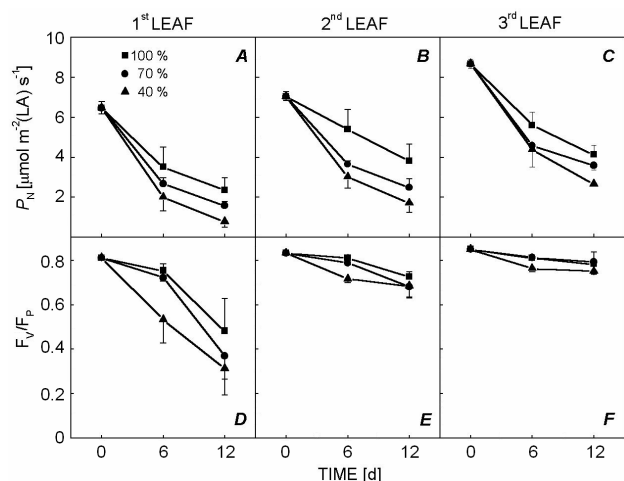 1st LEAF 2nd LEAF 3rd LEAF
10
8
6
4
2
PN [µmol m-2(LA) s-1]
100 %
70 %
40 %
A
B
C
0.8
0.6
0.4
0.2
0
FV/FP
D
E
F
0 6 12 0 6 12 0 6 12
TIME [d]